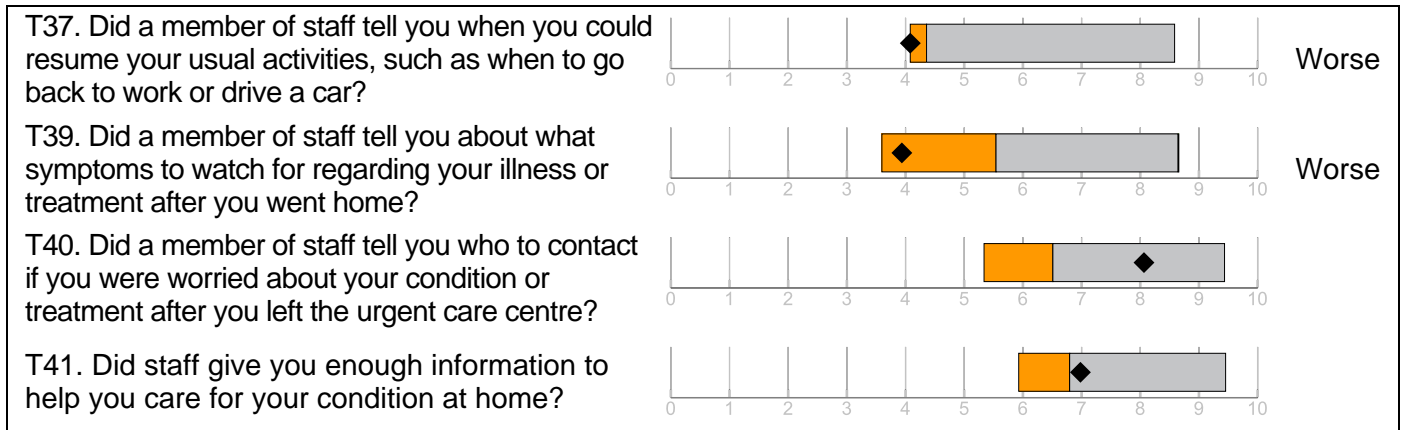 T37. Did a member of staff tell you when you could
resume your usual activities, such as when to go
back to work or drive a car?
0 1 2 3 4 5 6 7 8 9 10
Worse
T39. Did a member of staff tell you about what
symptoms to watch for regarding your illness or
treatment after you went home?
0 1 2 3 4 5 6 7 8 9 10
Worse
T40. Did a member of staff tell you who to contact
if you were worried about your condition or
treatment after you left the urgent care centre?
0 1 2 3 4 5 6 7 8 9 10
T41. Did staff give you enough information to
help you care for your condition at home?
0 1 2 3 4 5 6 7 8 9 10